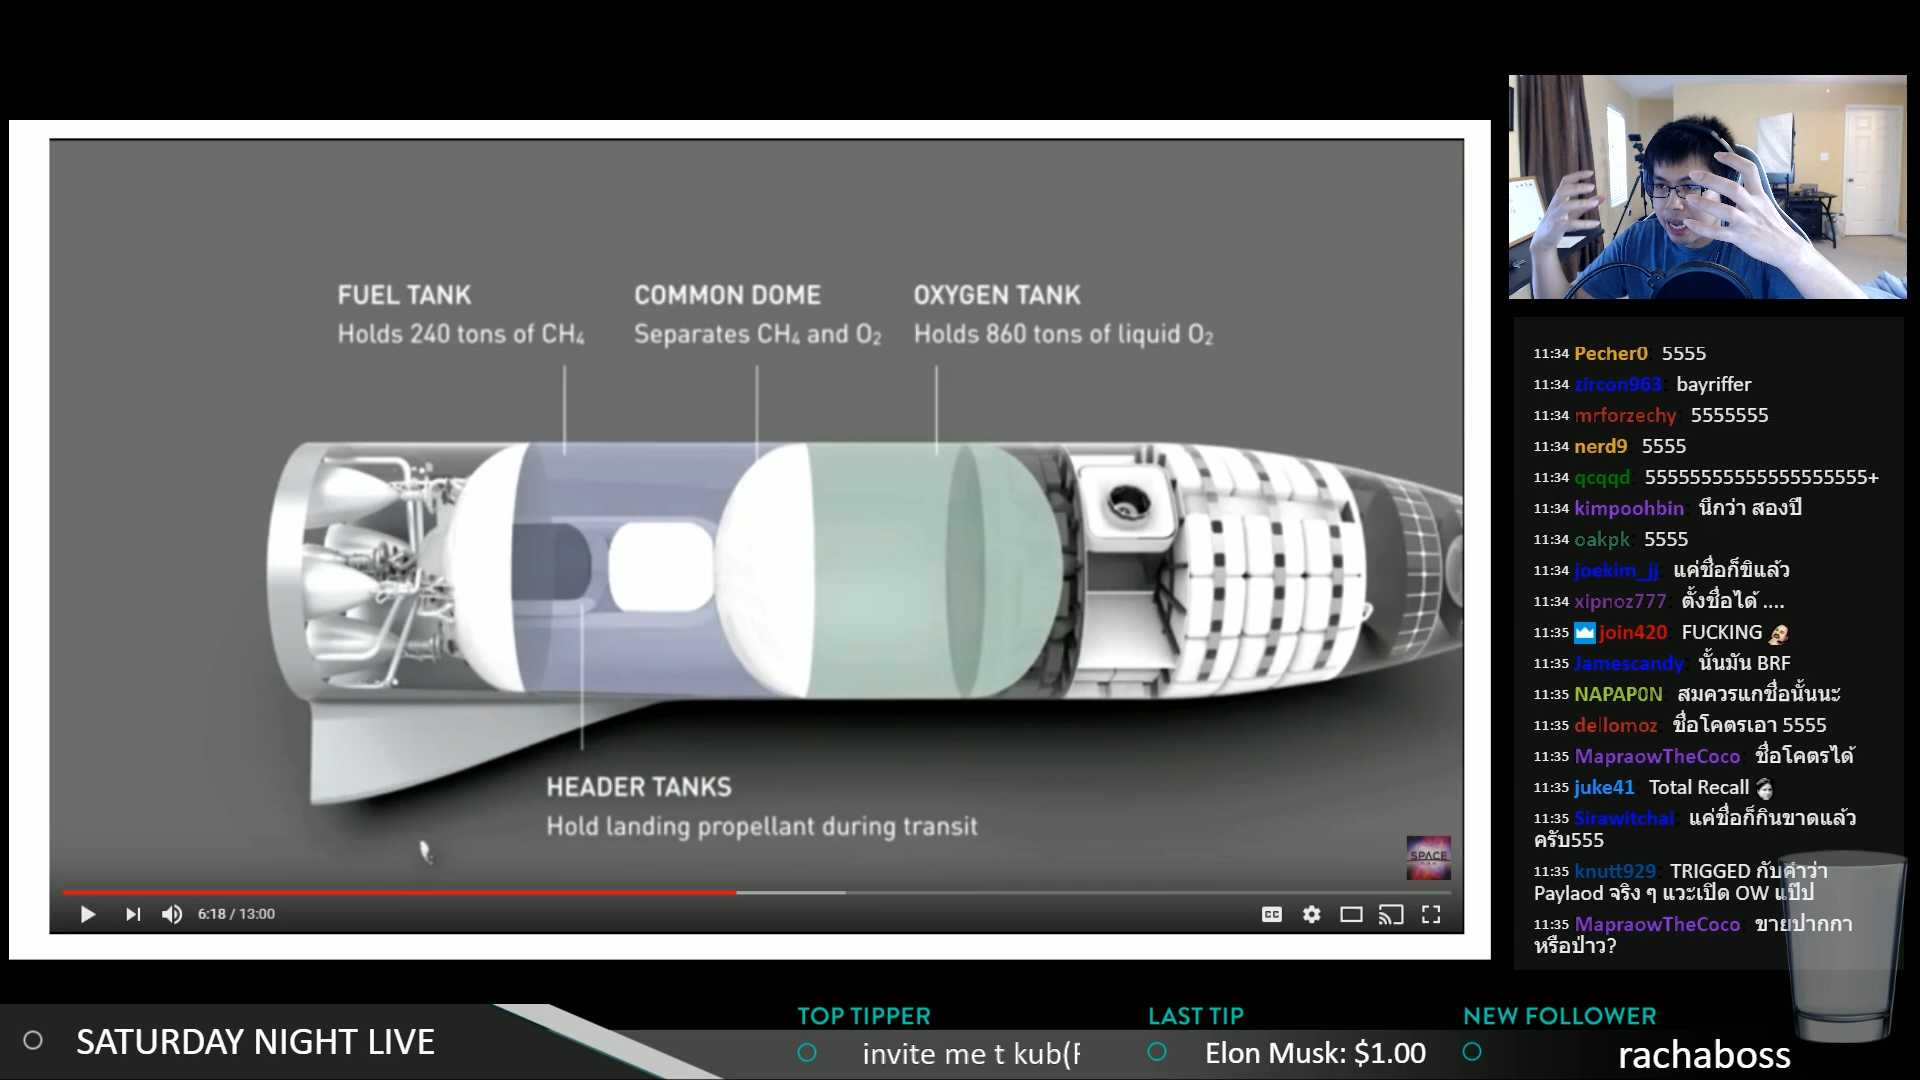 FUEL TANK
Holds 240 tons of CH₄
COMMON DOME
Separates CH₄ and O₂
OXYGEN TANK
Holds 860 tons of liquid O₂
HEADER TANKS
Hold landing propellant during transit
SPACE
6:18 / 13:00
CC
11:34 Pecher0 5555
11:34 zircon963: bayriffer
11:34 mrforzechy 5555555
11:34 nerd9 5555
11:34 qcqqd 55555555555555555555+
11:34 kimpoohbin นึกว่า สองปี
11:34 oakpk 5555
11:34 joekim_jj: แค่ชื่อก็ขิแล้ว
11:34 xipnoz777: ตั้งชื่อได้ ....
11:35 join420: FUCKING
11:35 Jamescandy: นั้นมัน BRF
11:35 NAPAP0N สมควรแกชื่อนั้นนะ
11:35 dellomoz: ชื่อโคตรเอา 5555
11:35 MapraowTheCoco: ชื่อโคตรได้
11:35 juke41 Total Recall
11:35 Sirawitchai: แค่ชื่อก็กินขาดแล้ว
ครับ555
11:35 knutt929: TRIGGED กับคำว่า
Paylaod จริง ๆ แวะเปิด OW แป๊ป
11:35 MapraowTheCoco: ขายปากกา
หรือป่าว?
SATURDAY NIGHT LIVE
TOP TIPPER
invite me t kub(F
LAST TIP
Elon Musk: $1.00
NEW FOLLOWER
rachaboss